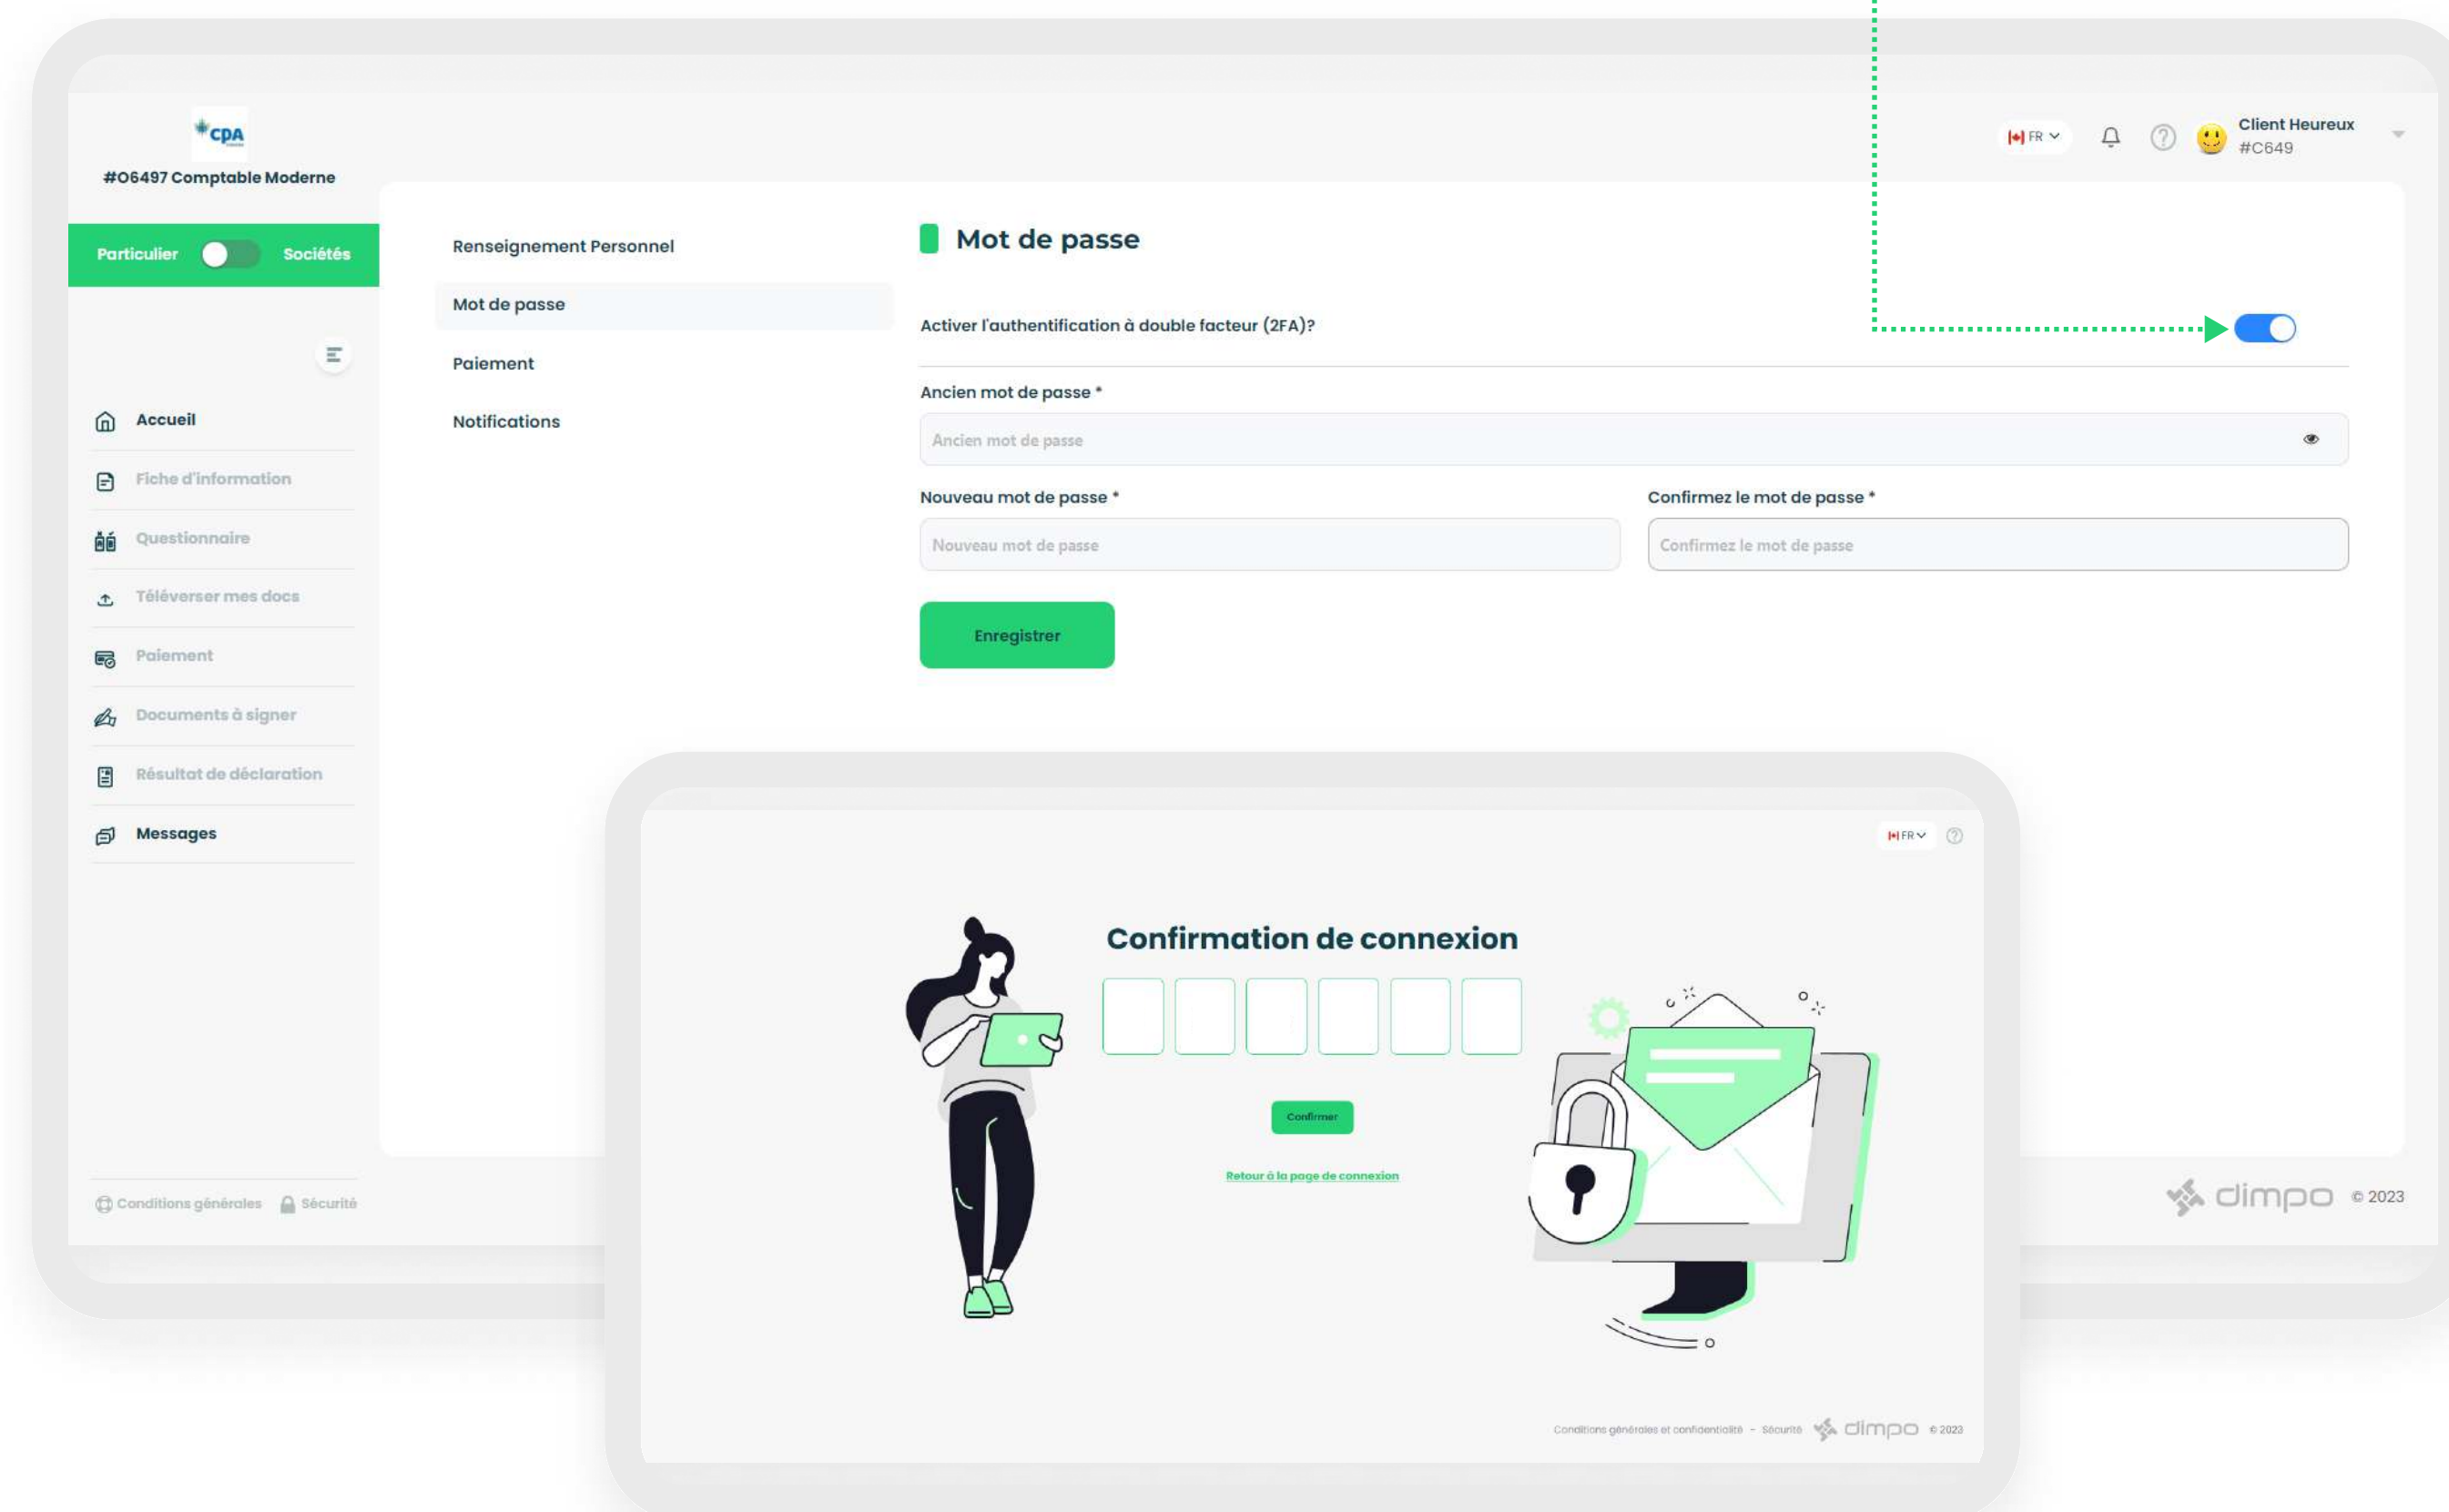 cpa
#O6497 Comptable Moderne
FR
Client Heureux
#C649
Particulier
Sociétés
Accueil
Fiche d'information
Questionnaire
Téléverser mes docs
Paiement
Documents à signer
Résultat de déclaration
Messages
Conditions générales
Sécurité
Renseignement Personnel
Mot de passe
Paiement
Notifications
Mot de passe
Activer l'authentification à double facteur (2FA)?
Ancien mot de passe *
Ancien mot de passe
Nouveau mot de passe *
Confirmez le mot de passe *
Nouveau mot de passe
Confirmez le mot de passe
Enregistrer
dimpo © 2023
FR
Confirmation de connexion
Confirmer
Retour à la page de connexion
Conditions générales et confidentialité - Sécurité dimpo © 2023